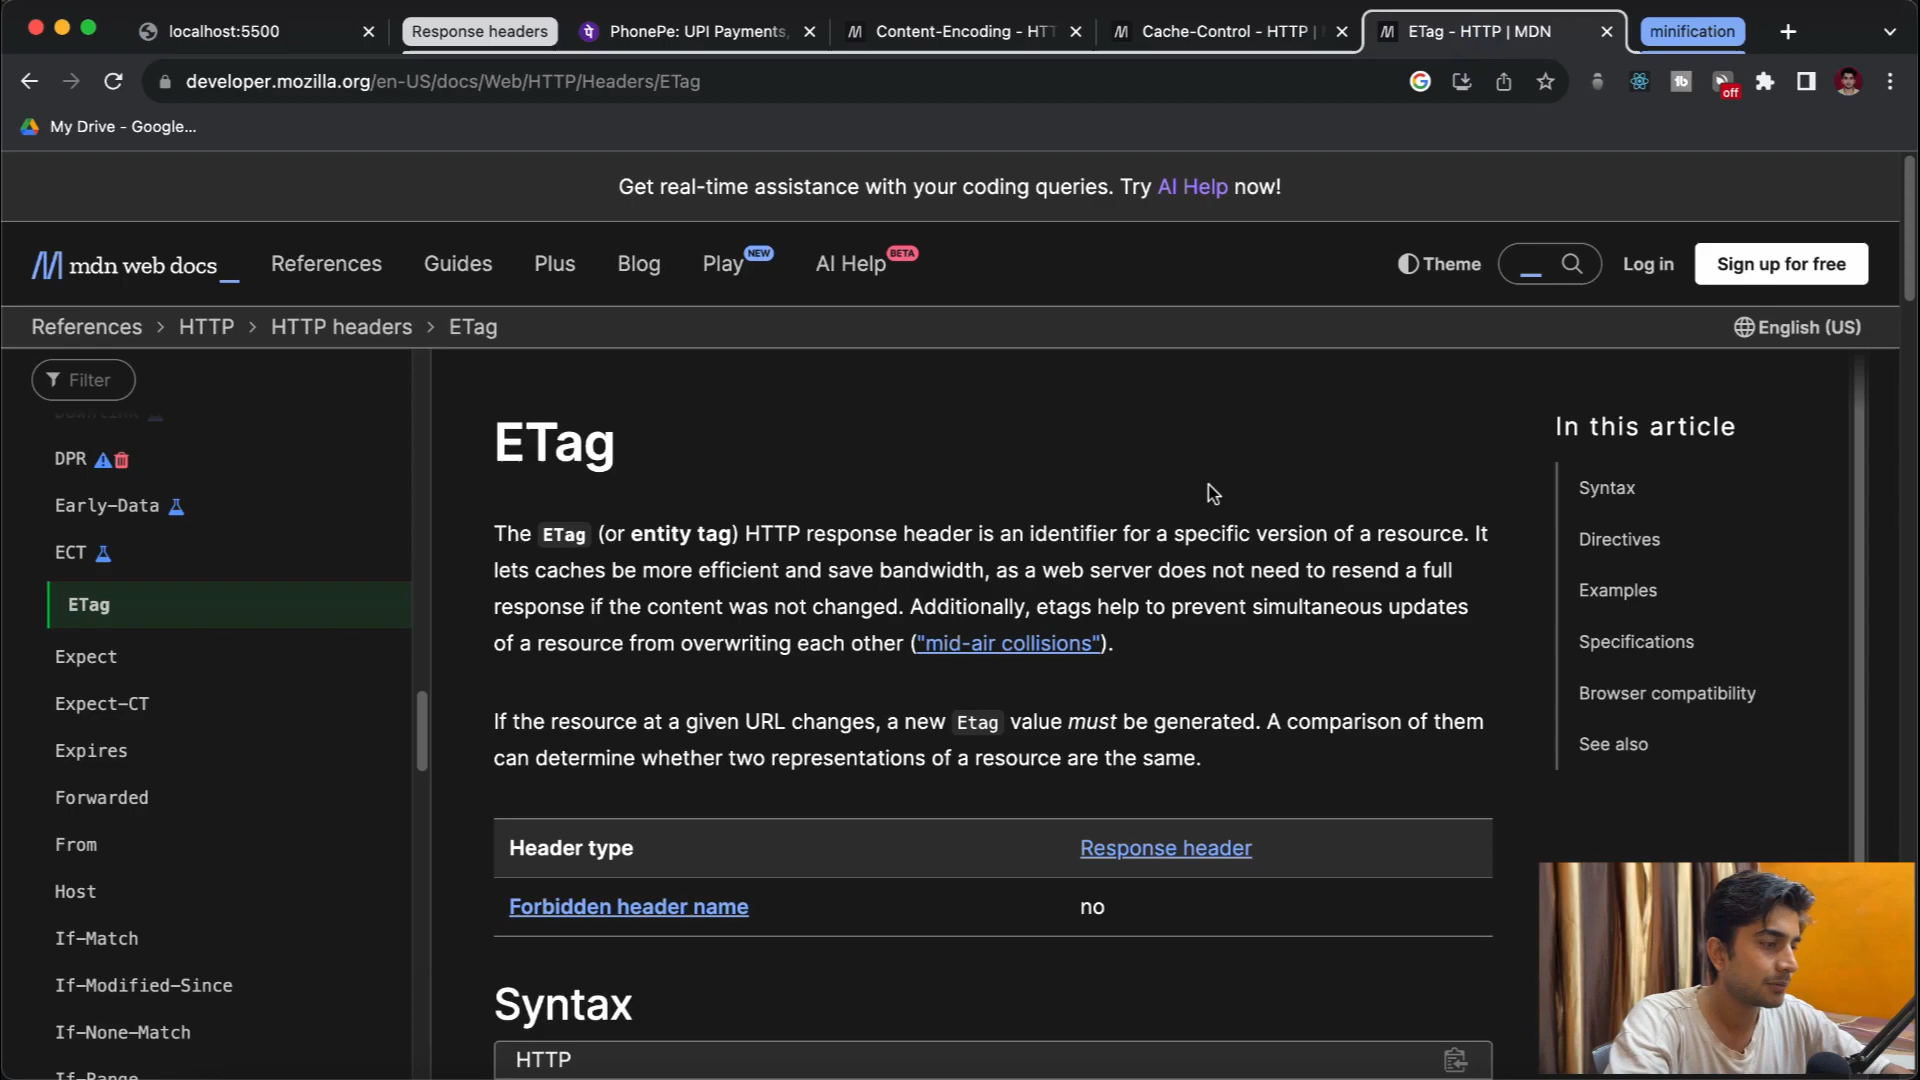 localhost:5500
Response headers
PhonePe: UPI Payments,
Content-Encoding - HTT
Cache-Control - HTTP |
ETag - HTTP | MDN
minification
developer.mozilla.org/en-US/docs/Web/HTTP/Headers/ETag
off
My Drive - Google...
Get real-time assistance with your coding queries. Try AI Help now!
mdn web docs_
References
Guides
Plus
Blog
Play NEW
AI Help BETA
Theme
Log in
Sign up for free
References > HTTP > HTTP headers > ETag
English (US)
Filter
DPR
Early-Data
ECT
ETag
Expect
Expect-CT
Expires
Forwarded
From
Host
If-Match
If-Modified-Since
If-None-Match
If-Range
ETag
The ETag (or entity tag) HTTP response header is an identifier for a specific version of a resource. It
lets caches be more efficient and save bandwidth, as a web server does not need to resend a full
response if the content was not changed. Additionally, etags help to prevent simultaneous updates
of a resource from overwriting each other ("mid-air collisions").
If the resource at a given URL changes, a new Etag value must be generated. A comparison of them
can determine whether two representations of a resource are the same.
Header type Response header
Forbidden header name no
Syntax
HTTP
In this article
Syntax
Directives
Examples
Specifications
Browser compatibility
See also